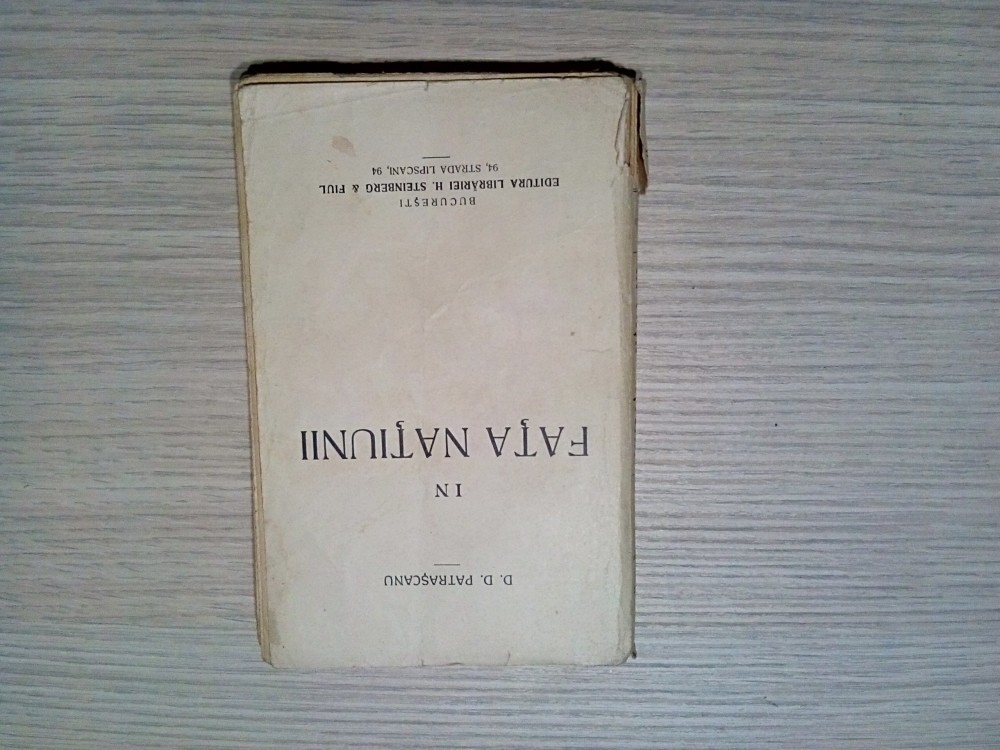 D. D. PATRAȘCANU
IN
FAȚA NAȚIUNII
BUCUREȘTI
EDITURA LIBRĂRIEI H. STEINBERG & FIUL
94, STRADA LIPSCANI, 94